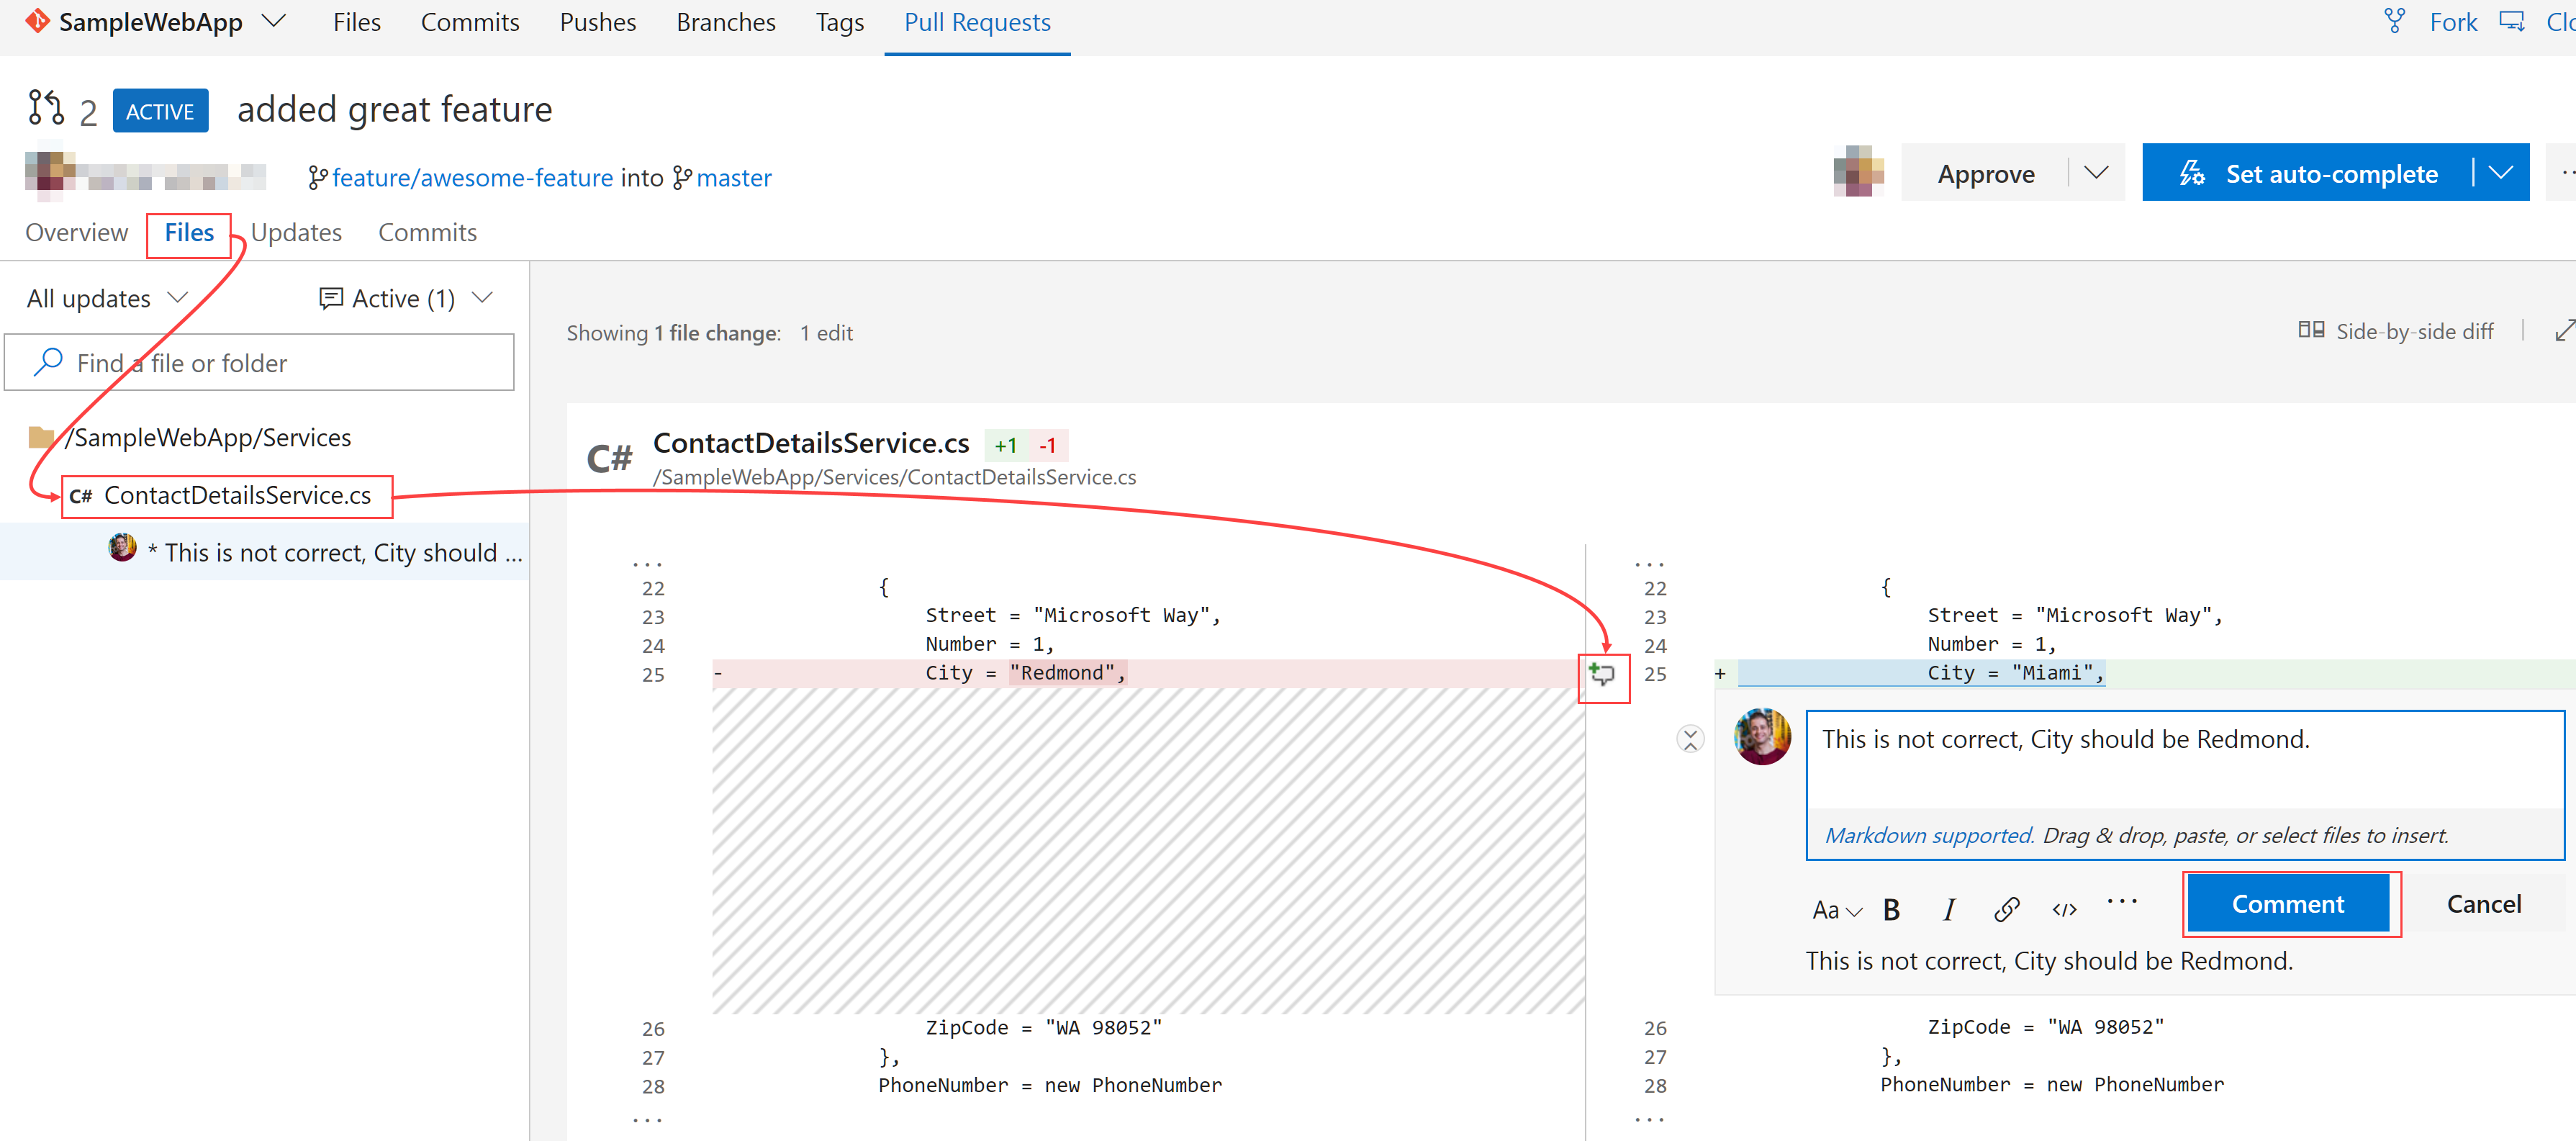 SampleWebApp Files Commits Pushes Branches Tags Pull Requests Fork Clo
2 ACTIVE added great feature
feature/awesome-feature into master Approve Set auto-complete
Overview Files Updates Commits
All updates Active (1)
Find a file or folder
/SampleWebApp/Services
C# ContactDetailsService.cs
* This is not correct, City should ...
Showing 1 file change: 1 edit Side-by-side diff
C# ContactDetailsService.cs +1 -1
/SampleWebApp/Services/ContactDetailsService.cs
...
22 {
23 Street = "Microsoft Way",
24 Number = 1,
25 - City = "Redmond",
26 ZipCode = "WA 98052"
27 },
28 PhoneNumber = new PhoneNumber
...
...
22 {
23 Street = "Microsoft Way",
24 Number = 1,
25 + City = "Miami",
This is not correct, City should be Redmond.
Markdown supported. Drag & drop, paste, or select files to insert.
Aa B I </> ... Comment Cancel
This is not correct, City should be Redmond.
26 ZipCode = "WA 98052"
27 },
28 PhoneNumber = new PhoneNumber
...